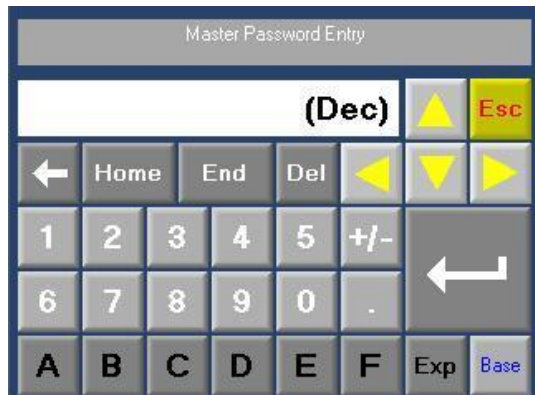 Master Password Entry
(Dec) Esc
Home End Del
1 2 3 4 5 +/-
6 7 8 9 0 .
A B C D E F Exp Base